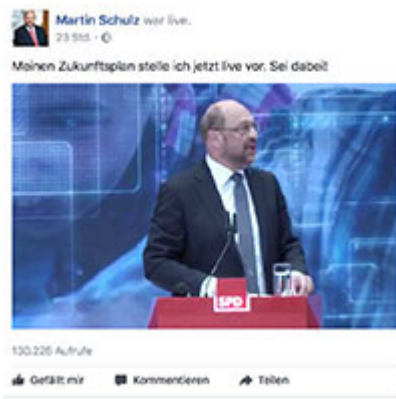 Martin Schulz war live.
23 Std. ·
Meinen Zukunftsplan stelle ich jetzt live vor. Sei dabei!
SPD
130.226 Aufrufe
Gefällt mir Kommentieren Teilen